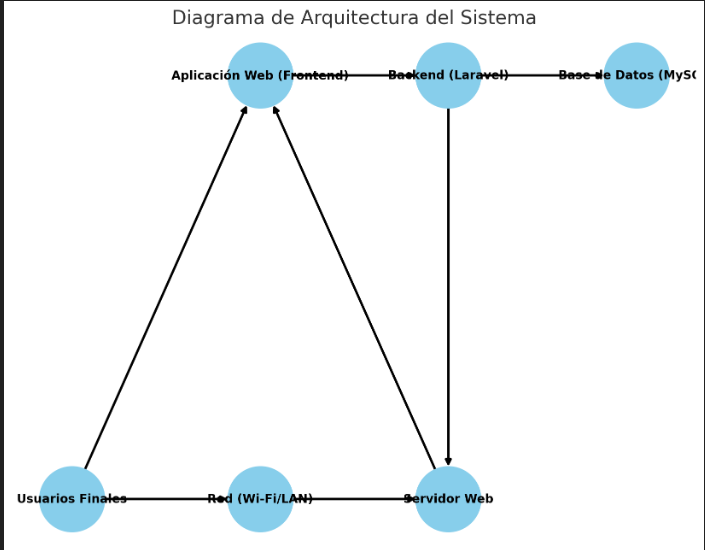 Diagrama de Arquitectura del Sistema
Aplicación Web (Frontend)
Backend (Laravel)
Base de Datos (MyS
Usuarios Finales
Red (Wi-Fi/LAN)
Servidor Web